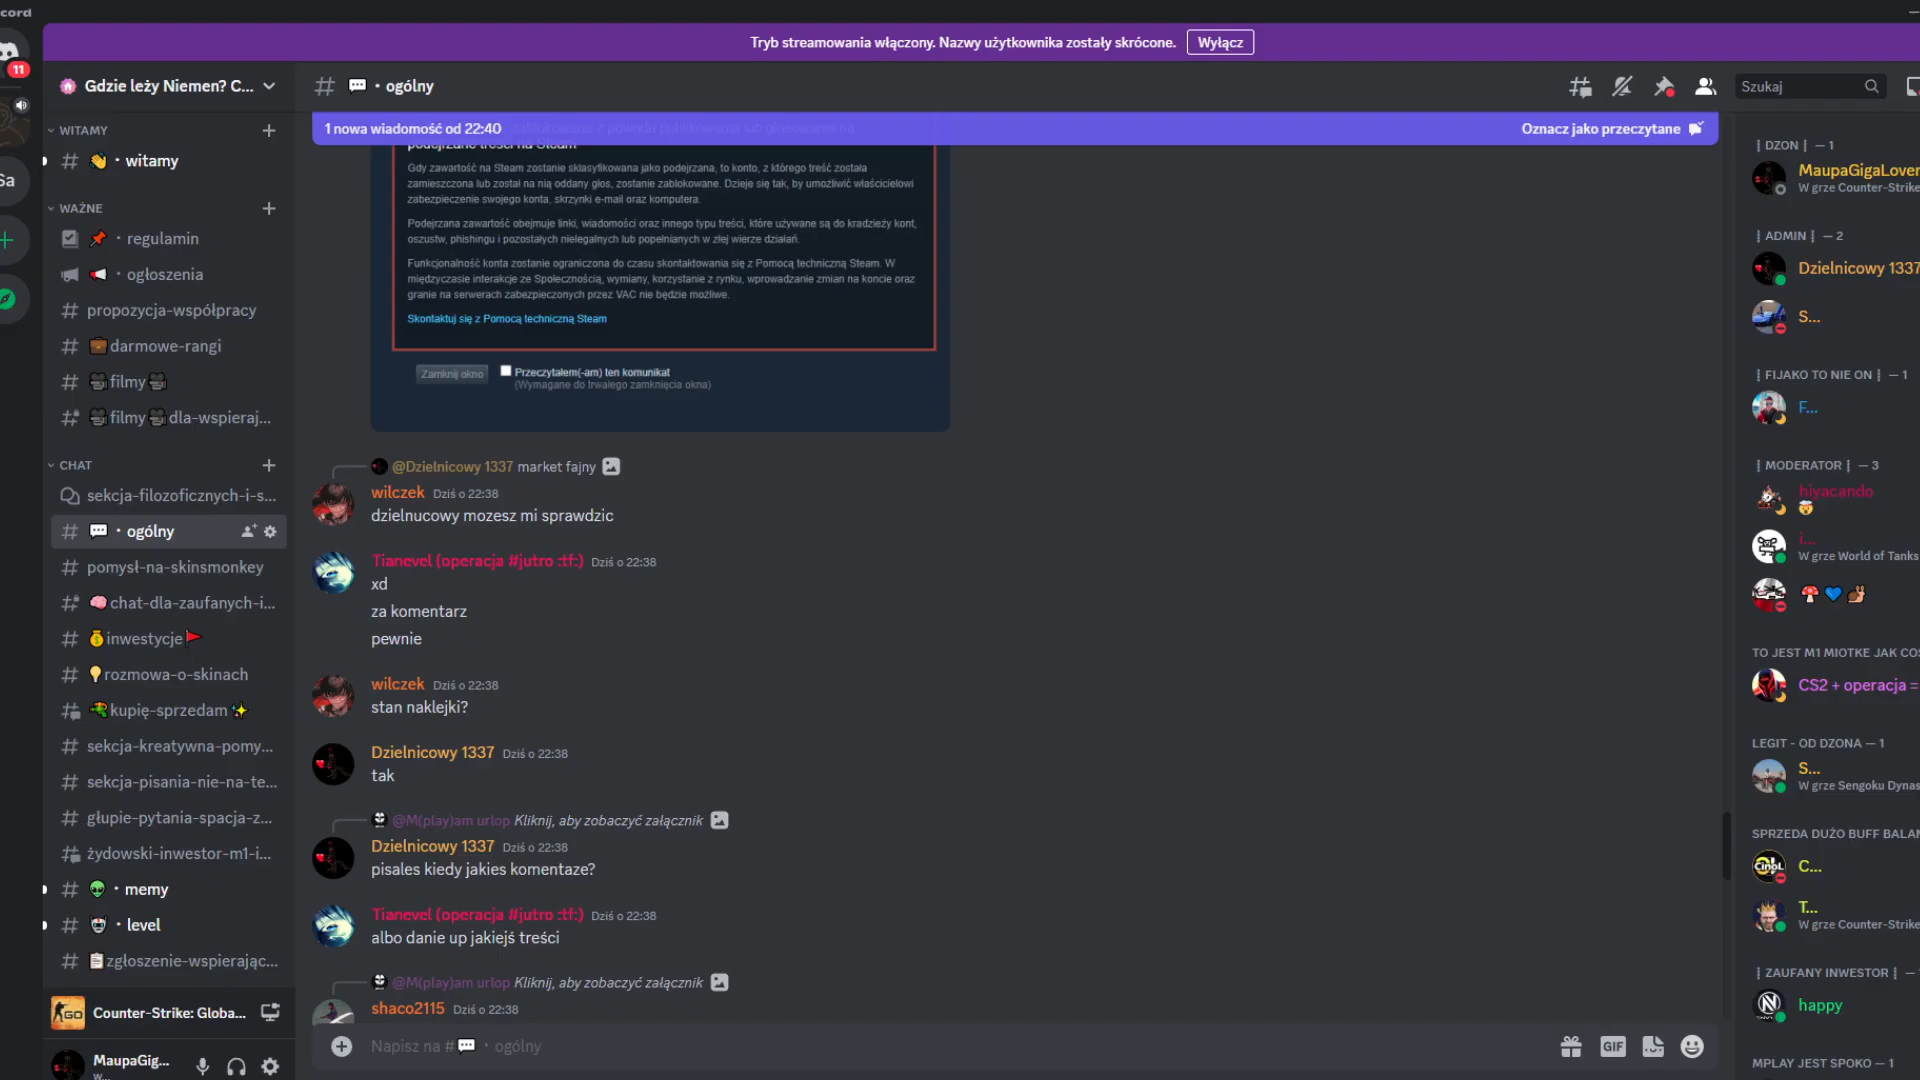 cord
Tryb streamowania włączony. Nazwy użytkownika zostały skrócone.
Wyłącz
11
Sa
Gdzie leży Niemen? C...
WITAMY
witamy
WAŻNE
regulamin
ogłoszenia
propozycja-współpracy
darmowe-rangi
filmy
filmy dla-wspieraj...
CHAT
sekcja-filozoficznych-i-s...
ogólny
pomysł-na-skinsmonkey
chat-dla-zaufanych-i...
inwestycje
rozmowa-o-skinach
kupię-sprzedam
sekcja-kreatywna-pomy...
sekcja-pisania-nie-na-te...
głupie-pytania-spacja-z...
żydowski-inwestor-m1-i...
memy
level
zgłoszenie-wspierając...
GO
Counter-Strike: Globa...
MaupaGig...
w...
ogólny
Szukaj
1 nowa wiadomość od 22:40
Oznacz jako przeczytane
podejrzane treści na Steam
Gdy zawartość na Steam zostanie sklasyfikowana jako podejrzana, to konto, z którego treść została
zamieszczona lub został na nią oddany głos, zostanie zablokowane. Dzieje się tak, by umożliwić właścicielowi
zabezpieczenie swojego konta, skrzynki e-mail oraz komputera.
Podejrzana zawartość obejmuje linki, wiadomości oraz innego typu treści, które używane są do kradzieży kont,
oszustw, phishingu i pozostałych nielegalnych lub popełnianych w złej wierze działań.
Funkcjonalność konta zostanie ograniczona do czasu skontaktowania się z Pomocą techniczną Steam. W
międzyczasie interakcje ze Społecznością, wymiany, korzystanie z rynku, wprowadzanie zmian na koncie oraz
granie na serwerach zabezpieczonych przez VAC nie będzie możliwe.
Skontaktuj się z Pomocą techniczną Steam
Zamknij okno
Przeczytałem(-am) ten komunikat
(Wymagane do trwałego zamknięcia okna)
@Dzielnicowy 1337 market fajny
wilczek Dziś o 22:38
dzielnucowy mozesz mi sprawdzic
Tianevel (operacja #jutro :tf:) Dziś o 22:38
xd
za komentarz
pewnie
wilczek Dziś o 22:38
stan naklejki?
Dzielnicowy 1337 Dziś o 22:38
tak
@M(play)am urlop Kliknij, aby zobaczyć załącznik
Dzielnicowy 1337 Dziś o 22:38
pisales kiedy jakies komentaze?
Tianevel (operacja #jutro :tf:) Dziś o 22:38
albo danie up jakiejś treści
@M(play)am urlop Kliknij, aby zobaczyć załącznik
shaco2115 Dziś o 22:38
Napisz na # ogólny
GIF
DZON — 1
MaupaGigaLover
W grze Counter-Strike
ADMIN — 2
Dzielnicowy 1337
S...
FIJAKO TO NIE ON — 1
F...
MODERATOR — 3
hiyacando
i...
W grze World of Tanks
TO JEST M1 MIOTKE JAK COŚ
CS2 + operacja =
LEGIT - OD DZONA — 1
S...
W grze Sengoku Dynas
SPRZEDA DUŻO BUFF BALAN
C...
T...
W grze Counter-Strike
ZAUFANY INWESTOR —
happy
MPLAY JEST SPOKO — 1